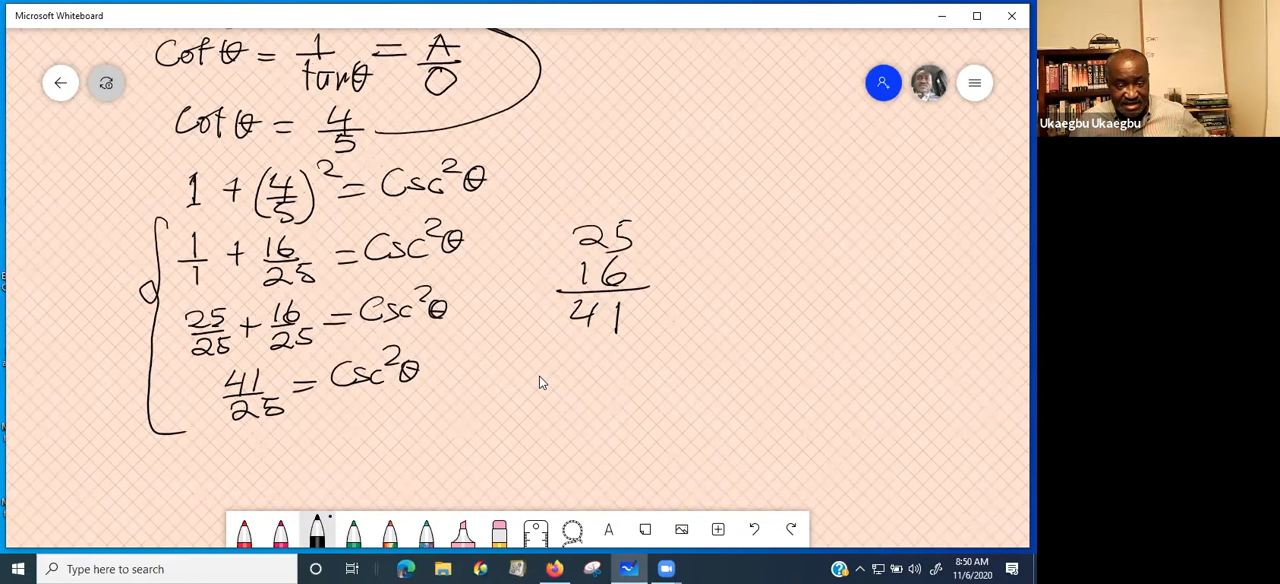 Microsoft Whiteboard
Cot θ = 1/tanθ = A/O
Cot θ = 4/5
1 + (4/5)² = Csc²θ
1/1 + 16/25 = Csc²θ
25/25 + 16/25 = Csc²θ
41/25 = Csc²θ
25
16
41
Ukaegbu Ukaegbu
A
Type here to search
8:50 AM
11/6/2020